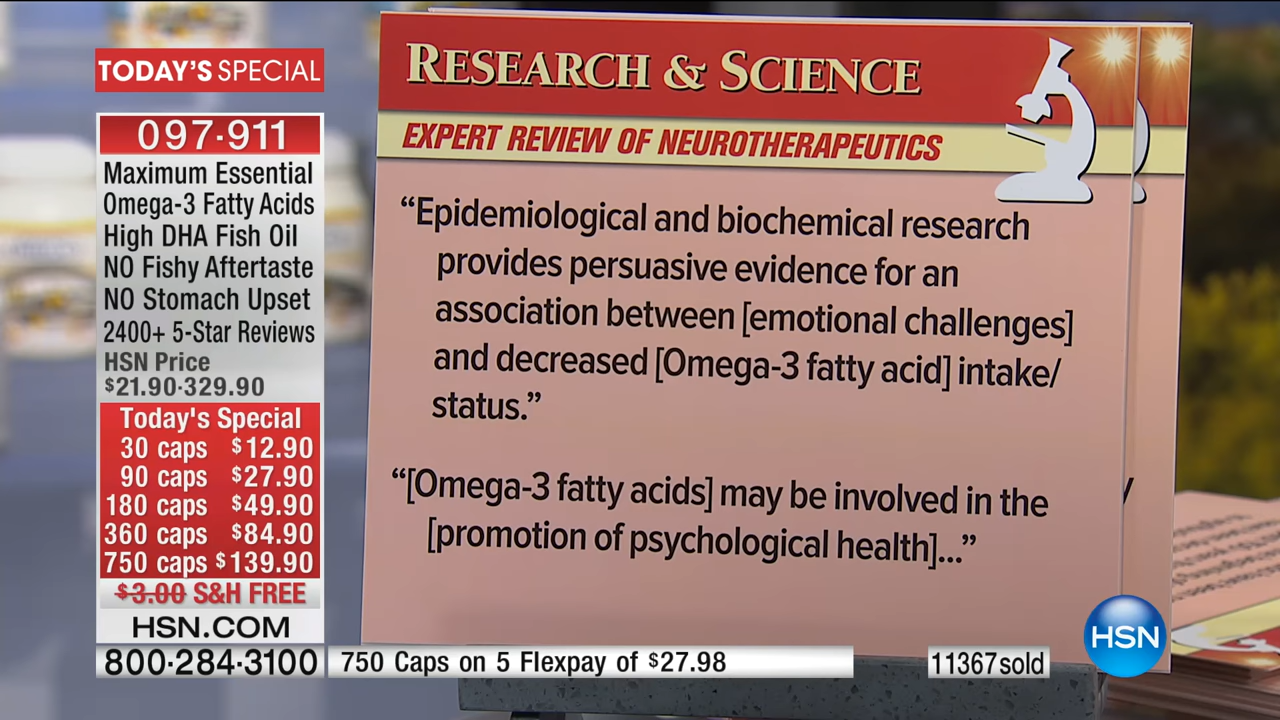 TODAY'S SPECIAL
097-911
Maximum Essential
Omega-3 Fatty Acids
High DHA Fish Oil
NO Fishy Aftertaste
NO Stomach Upset
2400+ 5-Star Reviews
HSN Price
$21.90-329.90
Today's Special
30 caps $12.90
90 caps $27.90
180 caps $49.90
360 caps $84.90
750 caps $139.90
$3.00 S&H FREE
HSN.COM
800-284-3100
750 Caps on 5 Flexpay of $27.98
11367 sold
HSN
RESEARCH & SCIENCE
EXPERT REVIEW OF NEUROTHERAPEUTICS
“Epidemiological and biochemical research
provides persuasive evidence for an
association between [emotional challenges]
and decreased [Omega-3 fatty acid] intake/
status.”
“[Omega-3 fatty acids] may be involved in the
[promotion of psychological health]...”